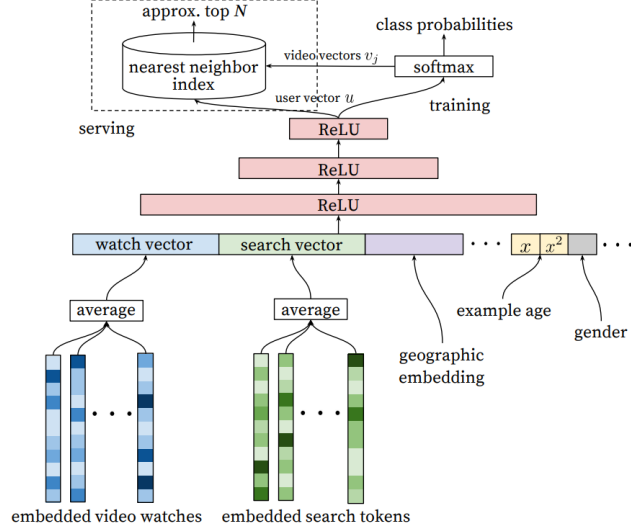 approx. top N
class probabilities
nearest neighbor
index
video vectors v_j
softmax
user vector u
serving
training
ReLU
ReLU
ReLU
watch vector
search vector
• • •
x
x²
• • •
average
average
example age
gender
geographic
embedding
• • •
• • •
embedded video watches
embedded search tokens